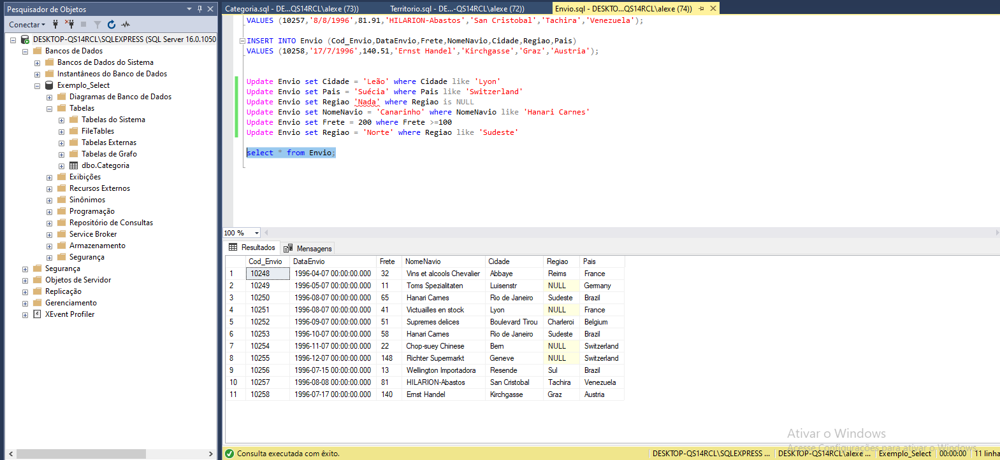 Pesquisador de Objetos
Conectar
DESKTOP-QS14RCL\SQLEXPRESS (SQL Server 16.0.1050
Bancos de Dados
Bancos de Dados do Sistema
Instantâneos do Banco de Dados
Exemplo_Select
Diagramas de Banco de Dados
Tabelas
Tabelas do Sistema
FileTables
Tabelas Externas
Tabelas de Grafo
dbo.Categoria
Exibições
Recursos Externos
Sinônimos
Programação
Repositório de Consultas
Service Broker
Armazenamento
Segurança
Segurança
Objetos de Servidor
Replicação
Gerenciamento
XEvent Profiler
Categoria.sql - DE...QS14RCL\alexe (73)) Territorio.sql - DE...-QS14RCL\alexe (72)) Envio.sql - DESKTO...QS14RCL\alexe (74))
VALUES (10257,'8/8/1996',81.91,'HILARION-Abastos','San Cristobal','Tachira','Venezuela');
INSERT INTO Envio (Cod_Envio,DataEnvio,Frete,NomeNavio,Cidade,Regiao,Pais)
VALUES (10258,'17/7/1996',140.51,'Ernst Handel','Kirchgasse','Graz','Austria');
Update Envio set Cidade = 'Leão' where Cidade like 'Lyon'
Update Envio set Pais = 'Suécia' where Pais like 'Switzerland'
Update Envio set Regiao 'Nada' where Regiao is NULL
Update Envio set NomeNavio = 'Canarinho' where NomeNavio like 'Hanari Carnes'
Update Envio set Frete = 200 where Frete >=100
Update Envio set Regiao = 'Norte' where Regiao like 'Sudeste'
select * from Envio;
100 %
Resultados Mensagens
Cod_Envio DataEnvio Frete NomeNavio Cidade Regiao Pais
1 10248 1996-04-07 00:00:00.000 32 Vins et alcools Chevalier Abbaye Reims France
2 10249 1996-05-07 00:00:00.000 11 Toms Spezialitaten Luisenstr NULL Germany
3 10250 1996-08-07 00:00:00.000 65 Hanari Carnes Rio de Janeiro Sudeste Brazil
4 10251 1996-08-07 00:00:00.000 41 Victuailles en stock Lyon NULL France
5 10252 1996-09-07 00:00:00.000 51 Supremes delices Boulevard Tirou Charleroi Belgium
6 10253 1996-10-07 00:00:00.000 58 Hanari Carnes Rio de Janeiro Sudeste Brazil
7 10254 1996-11-07 00:00:00.000 22 Chop-suey Chinese Bern NULL Switzerland
8 10255 1996-12-07 00:00:00.000 148 Richter Supermarkt Geneve NULL Switzerland
9 10256 1996-07-15 00:00:00.000 13 Wellington Importadora Resende Sul Brazil
10 10257 1996-08-08 00:00:00.000 81 HILARION-Abastos San Cristobal Tachira Venezuela
11 10258 1996-07-17 00:00:00.000 140 Ernst Handel Kirchgasse Graz Austria
Ativar o Windows
Acesse Configurações para ativar o Windows.
Consulta executada com êxito. DESKTOP-QS14RCL\SQLEXPRESS ... DESKTOP-QS14RCL\alexe ... Exemplo_Select 00:00:00 11 linha